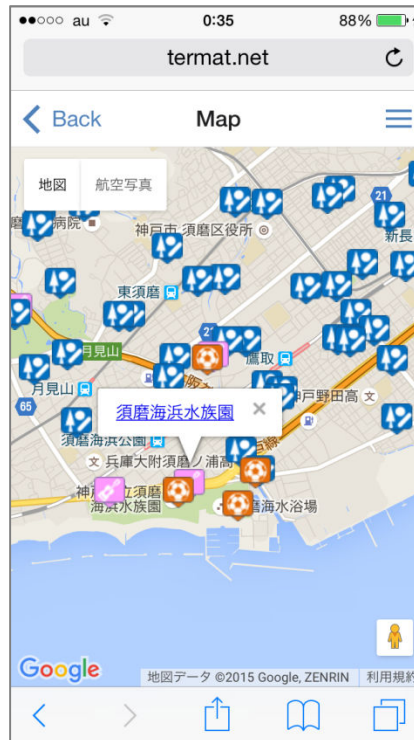 au 0:35 88%
termat.net
Back Map
地図 航空写真
21
病院
神戸市 須磨区役所
新長
東須磨
21
月見山
鷹取
月見山
65
神戸野田高
須磨海浜水族園 ×
須磨海浜公園
兵庫大附須磨ノ浦高
神戸市立須磨
海浜水族園
須磨海水浴場
Google
地図データ ©2015 Google, ZENRIN 利用規約